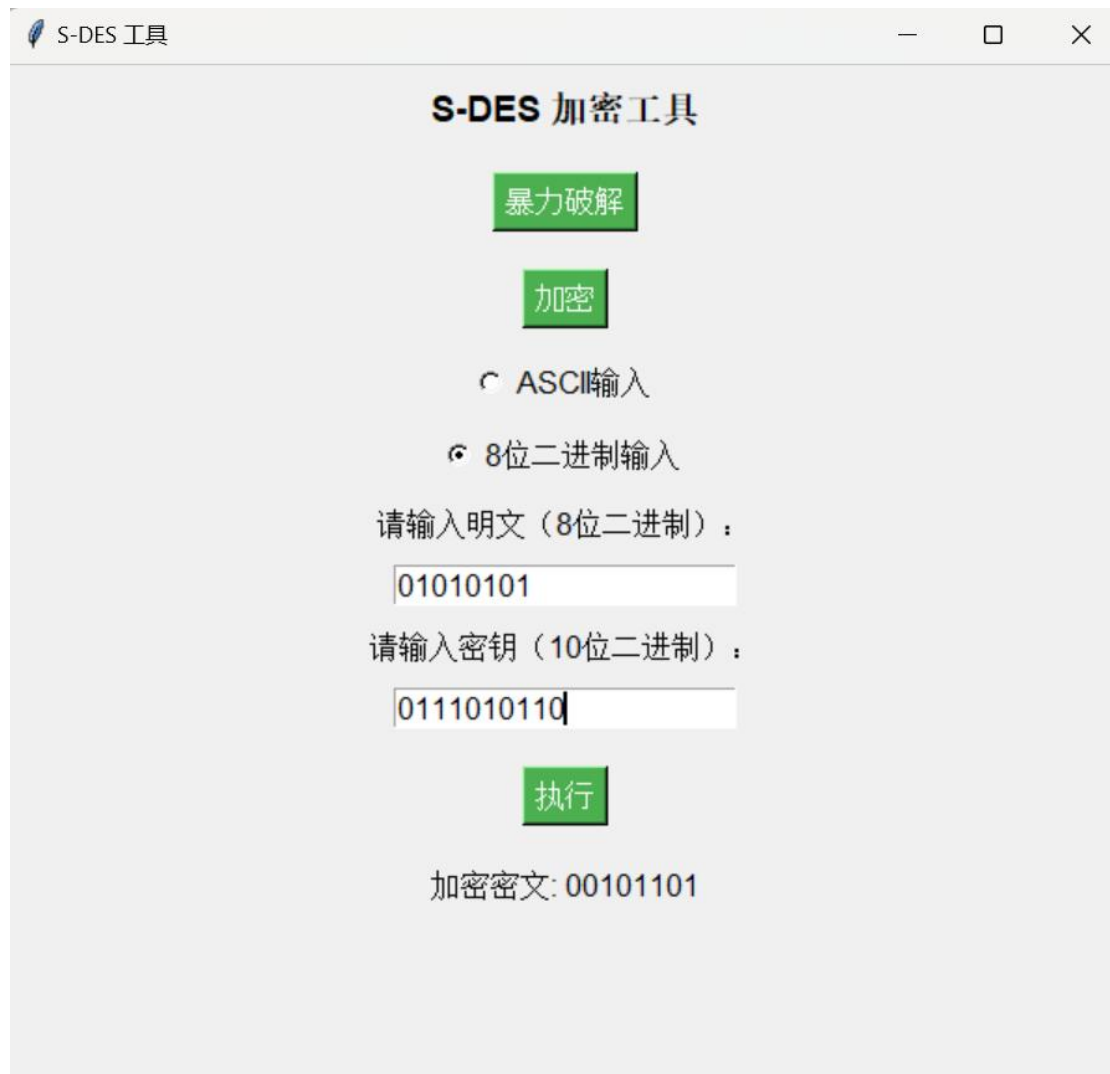 S-DES 工具
S-DES 加密工具
暴力破解
加密
ASCII输入
8位二进制输入
请输入明文（8位二进制）：
01010101
请输入密钥（10位二进制）：
0111010110
执行
加密密文: 00101101